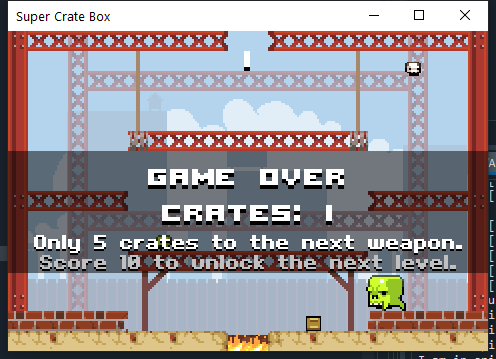 Super Crate Box
GAME OVER
CRATES: 1
Only 5 crates to the next weapon.
Score 10 to unlock the next level.